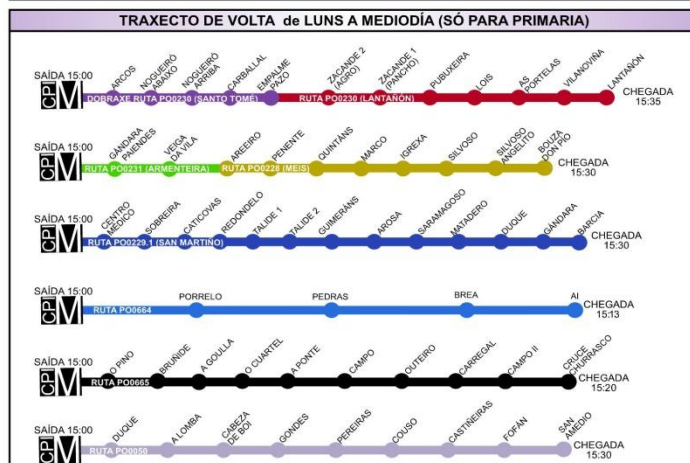 TRAXECTO DE VOLTA de LUNS A MEDIODÍA (SÓ PARA PRIMARIA)
SAÍDA 15:00
CPI M
ARCOS
NOGUEIRÓ ABAIXO
NOGUEIRÓ ARRIBA
CARBALLAL
EMPALME PAZO
ZACANDE 2 (AGRO)
ZACANDE 1 (PANCHO)
PUBUXEIRA
LOIS
AS PORTELAS
VILANOVIÑA
LANTAÑÓN
DOBRAXE RUTA PO0230 (SANTO TOMÉ)
RUTA PO0230 (LANTAÑÓN)
CHEGADA
15:35
SAÍDA 15:00
CPI M
GÁNDARA PAIENDES
VEIGA DA VILA
AREEIRO
PENENTE
QUINTÁNS
MARCO
IGREXA
SILVOSO
SILVOSO ANGELITO
BOUZA DON PÍO
RUTA PO0231 (ARMENTEIRA)
RUTA PO0228 (MEIS)
CHEGADA
15:30
SAÍDA 15:00
CPI M
CENTRO MÉDICO
SOBREIRA
CATICOVAS
REDONDELO
TALIDE 1
TALIDE 2
GUIMERÁNS
AROSA
SARAMAGOSO
MATADERO
DUQUE
GÁNDARA
BARCIA
RUTA PO0229.1 (SAN MARTIÑO)
CHEGADA
15:30
SAÍDA 15:00
CPI M
PORRELO
PEDRAS
BREA
AI
RUTA PO0664
CHEGADA
15:13
SAÍDA 15:00
CPI M
O PINO
BRUÑIDE
A GOULLA
O CUARTEL
A PONTE
CAMPO
OUTEIRO
CARREGAL
CAMPO II
CRUCE CHURRASCO
RUTA PO0665
CHEGADA
15:20
SAÍDA 15:00
CPI M
DUQUE
A LOMBA
CABEZA DE BOI
GONDES
PEREIRAS
COUSO
CASTIÑEIRAS
FOFÁN
SAN AMEDIO
RUTA PO0050
CHEGADA
15:30